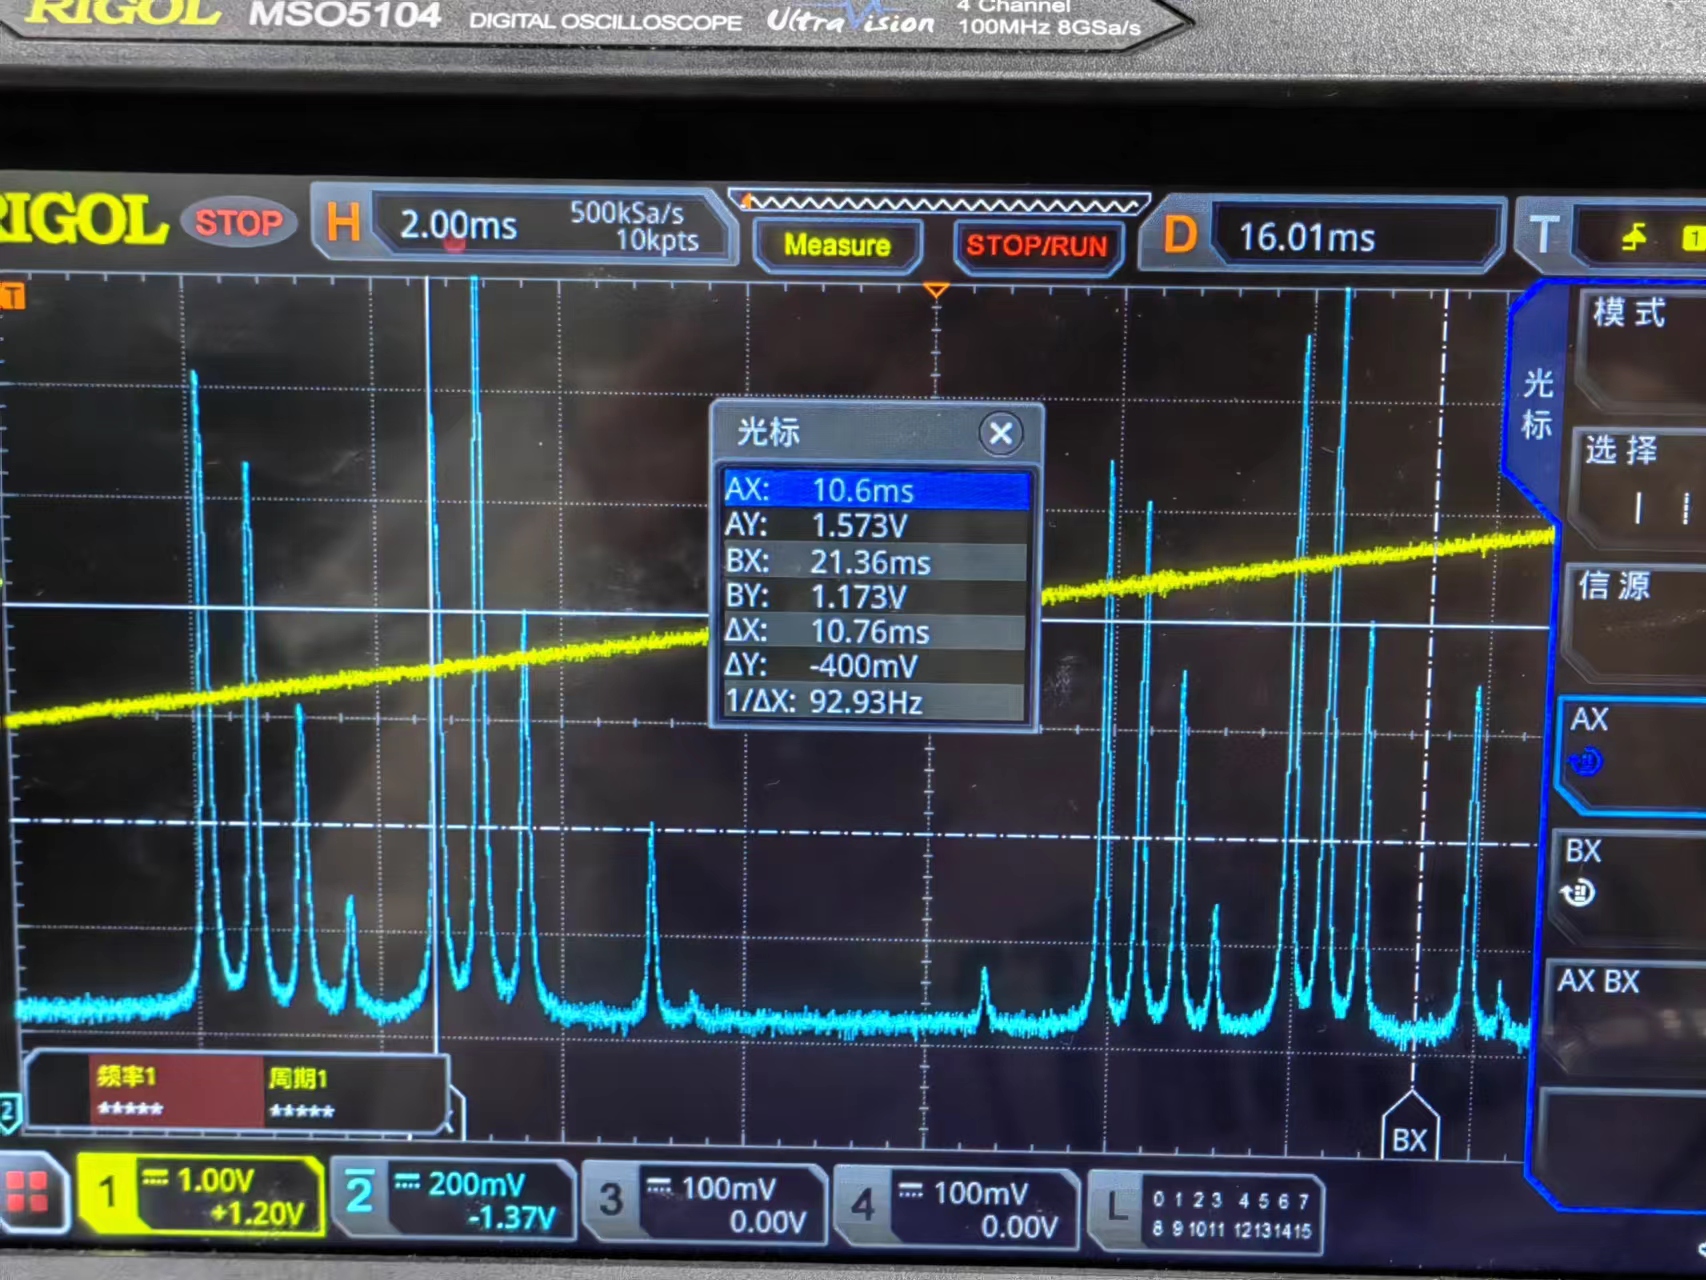 RIGOL MSO5104 DIGITAL OSCILLOSCOPE UltraVision 4 Channel
100MHz 8GSa/s
RIGOL STOP H 2.00ms 500kSa/s
10kpts
Measure STOP/RUN D 16.01ms T 1
T
光标
AX: 10.6ms
AY: 1.573V
BX: 21.36ms
BY: 1.173V
ΔX: 10.76ms
ΔY: -400mV
1/ΔX: 92.93Hz
光标
模式
选择
信源
AX
BX
AX BX
BX
频率1 周期1
***** *****
2
1 1.00V
+1.20V
2 200mV
-1.37V
3 100mV
0.00V
4 100mV
0.00V
L 0 1 2 3 4 5 6 7
8 9 10 11 12 13 14 15